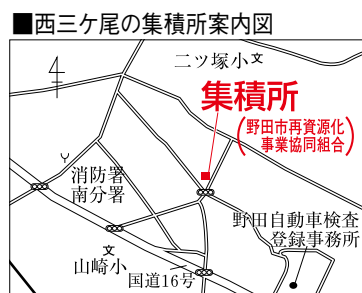 ■西三ケ尾の集積所案内図
二ツ塚小文
集積所
(野田市再資源化
事業協同組合)
消防署
南分署
野田自動車検査
登録事務所
文
山崎小
国道16号